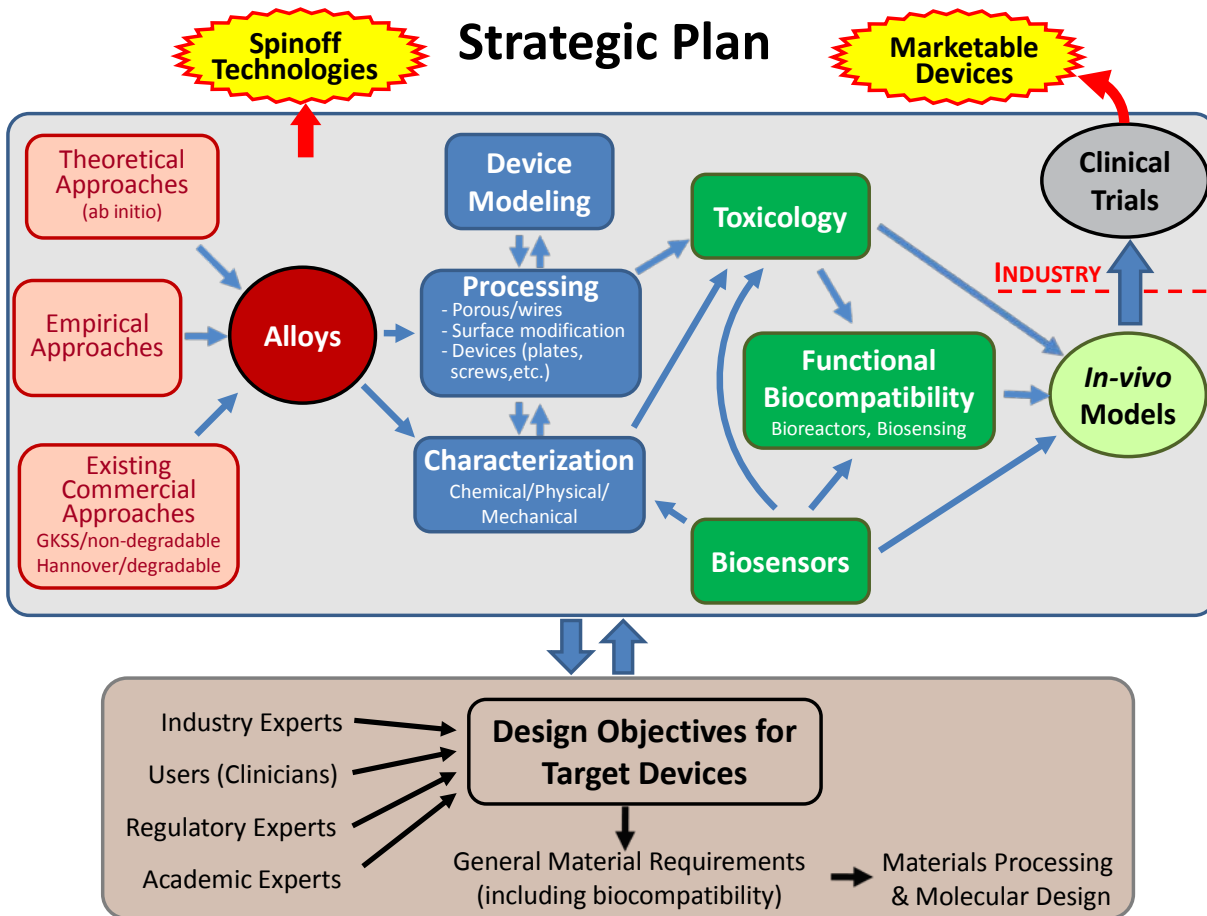 Strategic Plan
Spinoff
Technologies
Marketable
Devices
Theoretical
Approaches
(ab initio)
Empirical
Approaches
Existing
Commercial
Approaches
GKSS/non-degradable
Hannover/degradable
Alloys
Device
Modeling
Processing
- Porous/wires
- Surface modification
- Devices (plates,
screws,etc.)
Characterization
Chemical/Physical/
Mechanical
Toxicology
Functional
Biocompatibility
Bioreactors, Biosensing
Biosensors
Clinical
Trials
INDUSTRY
In-vivo
Models
Industry Experts
Users (Clinicians)
Regulatory Experts
Academic Experts
Design Objectives for
Target Devices
General Material Requirements
(including biocompatibility)
Materials Processing
& Molecular Design